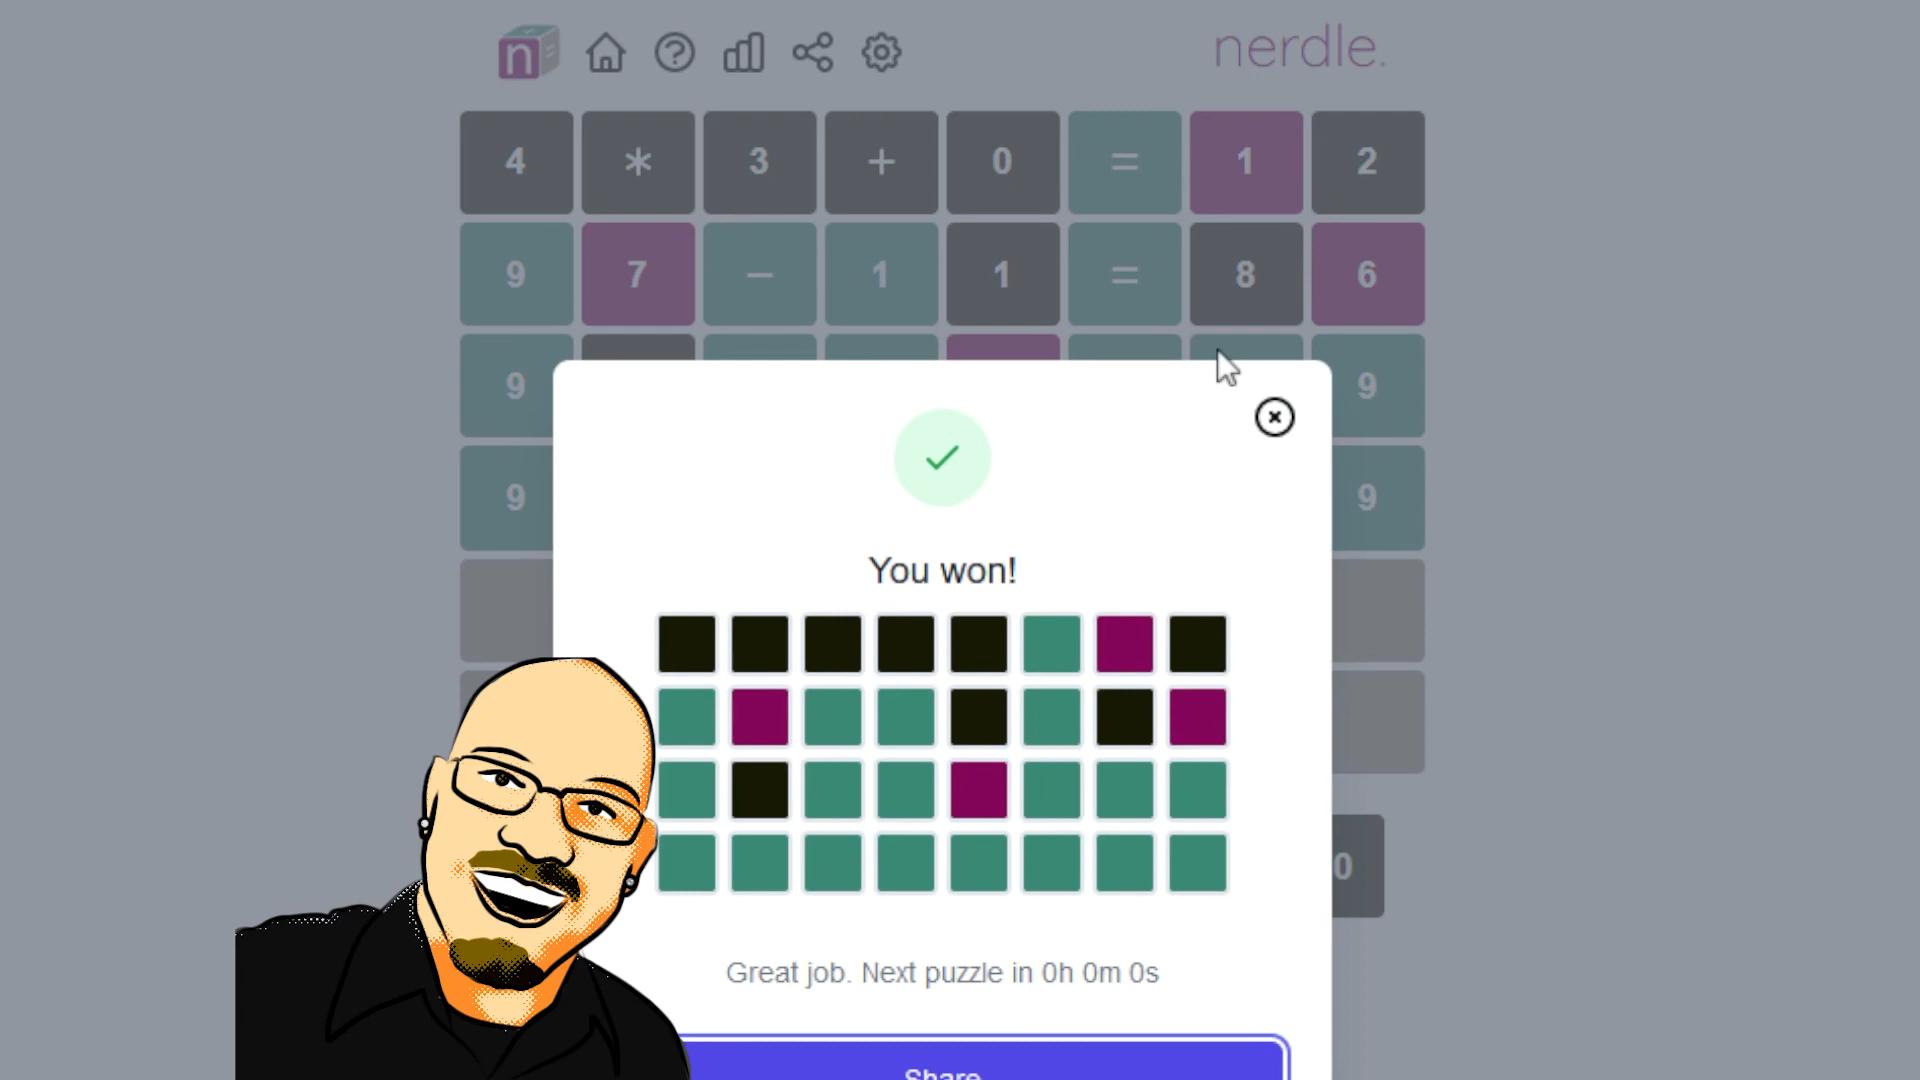 n nerdle.
4 * 3 + 0 = 1 2
9 7 − 1 1 = 8 6
9 9
9 9
You won!
0
Great job. Next puzzle in 0h 0m 0s
Share